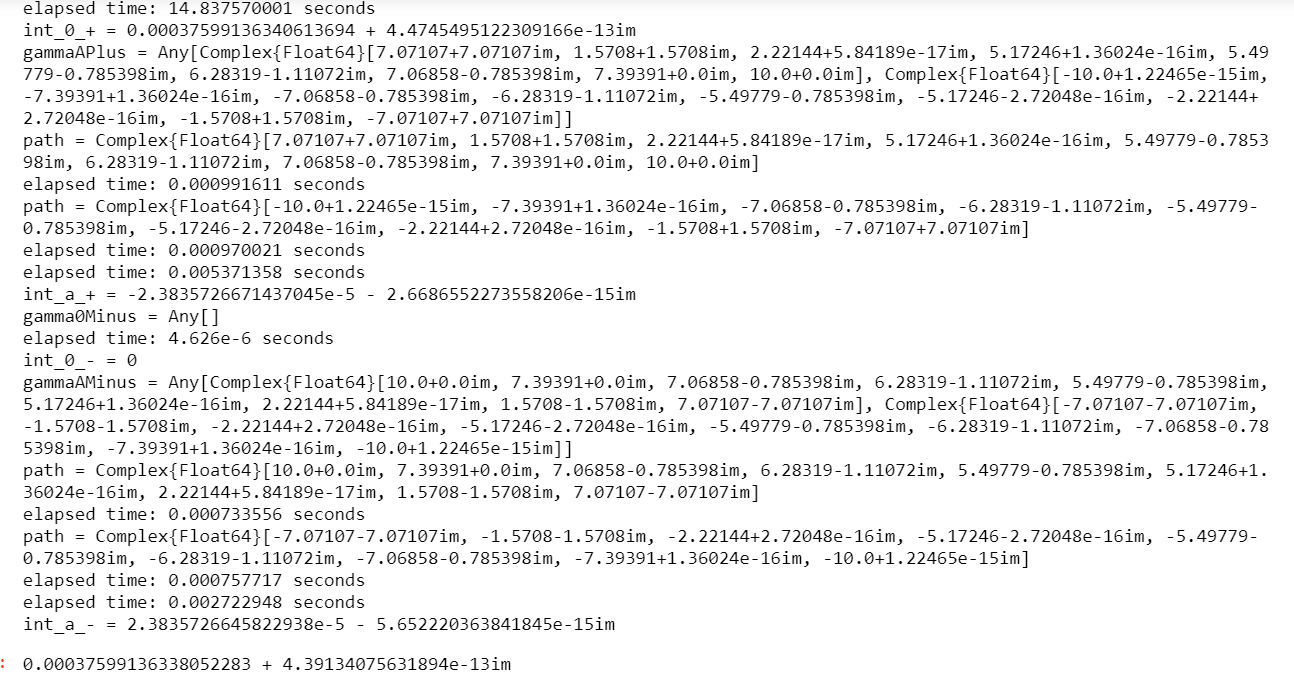 elapsed time: 14.837570001 seconds
int_0_+ = 0.00037599136340613694 + 4.4745495122309166e-13im
gammaAPlus = Any[Complex{Float64}[7.07107+7.07107im, 1.5708+1.5708im, 2.22144+5.84189e-17im, 5.17246+1.36024e-16im, 5.49
779-0.785398im, 6.28319-1.11072im, 7.06858-0.785398im, 7.39391+0.0im, 10.0+0.0im], Complex{Float64}[-10.0+1.22465e-15im,
-7.39391+1.36024e-16im, -7.06858-0.785398im, -6.28319-1.11072im, -5.49779-0.785398im, -5.17246-2.72048e-16im, -2.22144+
2.72048e-16im, -1.5708+1.5708im, -7.07107+7.07107im]]
path = Complex{Float64}[7.07107+7.07107im, 1.5708+1.5708im, 2.22144+5.84189e-17im, 5.17246+1.36024e-16im, 5.49779-0.7853
98im, 6.28319-1.11072im, 7.06858-0.785398im, 7.39391+0.0im, 10.0+0.0im]
elapsed time: 0.000991611 seconds
path = Complex{Float64}[-10.0+1.22465e-15im, -7.39391+1.36024e-16im, -7.06858-0.785398im, -6.28319-1.11072im, -5.49779-
0.785398im, -5.17246-2.72048e-16im, -2.22144+2.72048e-16im, -1.5708+1.5708im, -7.07107+7.07107im]
elapsed time: 0.000970021 seconds
elapsed time: 0.005371358 seconds
int_a_+ = -2.3835726671437045e-5 - 2.6686552273558206e-15im
gamma0Minus = Any[]
elapsed time: 4.626e-6 seconds
int_0_- = 0
gammaAMinus = Any[Complex{Float64}[10.0+0.0im, 7.39391+0.0im, 7.06858-0.785398im, 6.28319-1.11072im, 5.49779-0.785398im,
5.17246+1.36024e-16im, 2.22144+5.84189e-17im, 1.5708-1.5708im, 7.07107-7.07107im], Complex{Float64}[-7.07107-7.07107im,
-1.5708-1.5708im, -2.22144+2.72048e-16im, -5.17246-2.72048e-16im, -5.49779-0.785398im, -6.28319-1.11072im, -7.06858-0.78
5398im, -7.39391+1.36024e-16im, -10.0+1.22465e-15im]]
path = Complex{Float64}[10.0+0.0im, 7.39391+0.0im, 7.06858-0.785398im, 6.28319-1.11072im, 5.49779-0.785398im, 5.17246+1.
36024e-16im, 2.22144+5.84189e-17im, 1.5708-1.5708im, 7.07107-7.07107im]
elapsed time: 0.000733556 seconds
path = Complex{Float64}[-7.07107-7.07107im, -1.5708-1.5708im, -2.22144+2.72048e-16im, -5.17246-2.72048e-16im, -5.49779-
0.785398im, -6.28319-1.11072im, -7.06858-0.785398im, -7.39391+1.36024e-16im, -10.0+1.22465e-15im]
elapsed time: 0.000757717 seconds
elapsed time: 0.002722948 seconds
int_a_- = 2.3835726645822938e-5 - 5.652220363841845e-15im
: 0.00037599136338052283 + 4.39134075631894e-13im